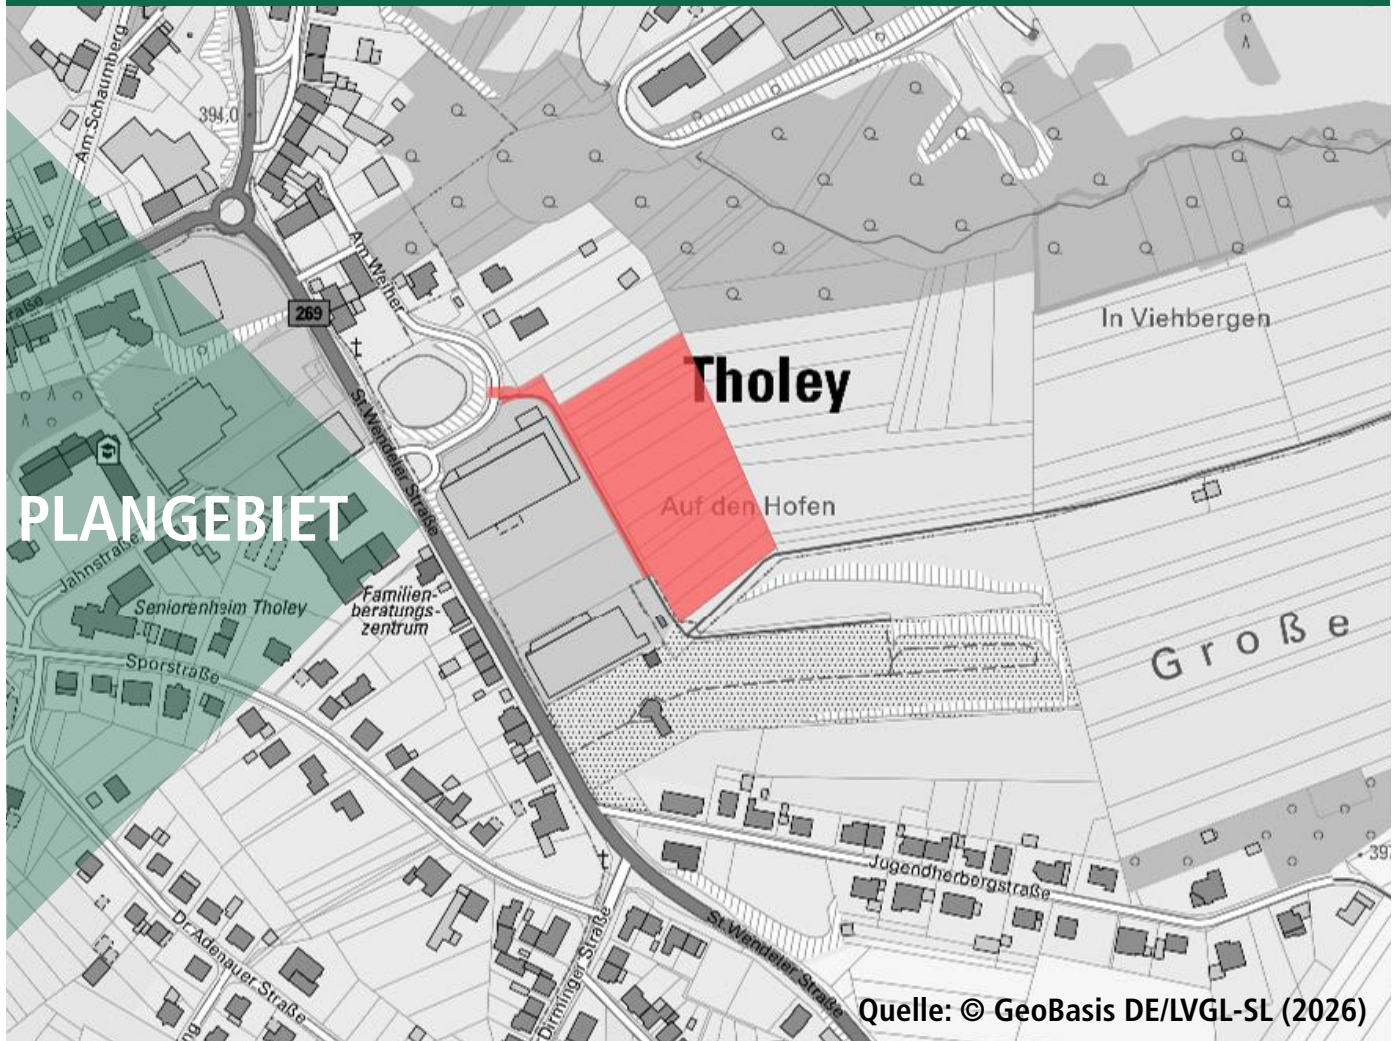 Am Schaumberg
394,0
Am Weiher
269
In Viehbergen
Tholey
raße
St.Wendeler Straße
Auf den Hofen
PLANGEBIET
Jahnstraße
Familien-
beratungs-
zentrum
Seniorenheim Tholey
Sporstraße
Große
Jugendherbergstraße
Dr.Adenauer Straße
Dirminger Straße
St.Wendeler Straße
Quelle: © GeoBasis DE/LVGL-SL (2026)